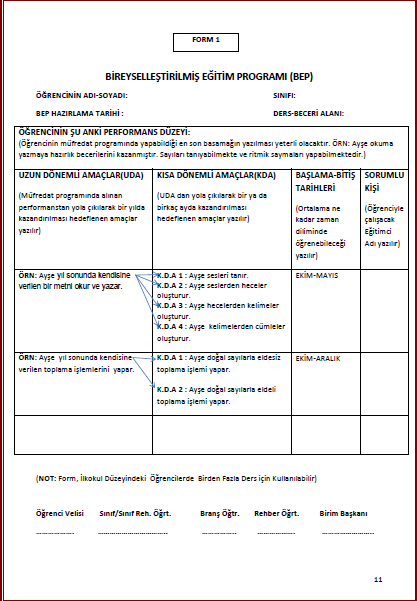 FORM 1
BİREYSELLEŞTİRİLMİŞ EĞİTİM PROGRAMI (BEP)
ÖĞRENCİNİN ADI-SOYADI: SINIFI:
BEP HAZIRLAMA TARİHİ : DERS-BECERİ ALANI:
ÖĞRENCİNİN ŞU ANKİ PERFORMANS DÜZEYİ:
(Öğrencinin müfredat programında yapabildiği en son basamağın yazılması yeterli olacaktır. ÖRN: Ayşe okuma
yazmaya hazırlık becerilerini kazanmıştır. Sayıları tanıyabilmekte ve ritmik saymaları yapabilmektedir.)
UZUN DÖNEMLİ AMAÇLAR(UDA)
(Müfredat programında alınan
performanstan yola çıkılarak bir yılda
kazandırılması hedeflenen amaçlar
yazılır)
KISA DÖNEMLİ AMAÇLAR(KDA)
(UDA dan yola çıkılarak bir ya da
birkaç ayda kazandırılması
hedeflenen amaçlar yazılır)
BAŞLAMA-BİTİŞ
TARİHLERİ
(Ortalama ne
kadar zaman
diliminde
öğrenebileceği
yazılır)
SORUMLU
KİŞİ
(Öğrenciyle
çalışacak
Eğitimci
Adı yazılır)
ÖRN: Ayşe yıl sonunda kendisine
verilen bir metni okur ve yazar.
K.D.A 1 : Ayşe sesleri tanır.
K.D.A 2 : Ayşe seslerden heceler
oluşturur.
K.D.A 3 : Ayşe hecelerden kelimeler
oluşturur.
K.D.A 4 : Ayşe kelimelerden cümleler
oluşturur.
EKİM-MAYIS
ÖRN: Ayşe yıl sonunda kendisine
verilen toplama işlemlerini yapar.
K.D.A 1 : Ayşe doğal sayılarla eldesiz
toplama işlemi yapar.
K.D.A 2 : Ayşe doğal sayılarla eldeli
toplama işlemi yapar.
EKİM-ARALIK
(NOT: Form, İlkokul Düzeyindeki Öğrencilerde Birden Fazla Ders için Kullanılabilir)
Öğrenci Velisi Sınıf/Sınıf Reh. Öğrt. Branş Öğtr. Rehber Öğrt. Birim Başkanı
……………… …………………………… …………….. ……………… …………………….
11